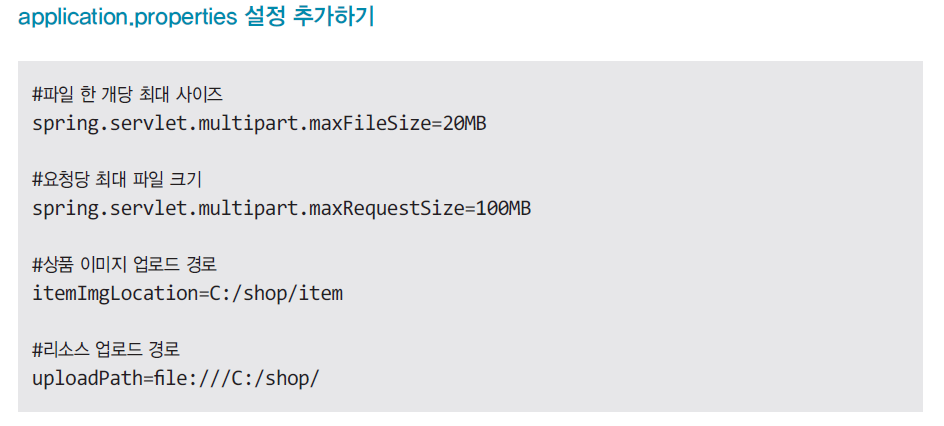 application.properties 설정 추가하기
#파일 한 개당 최대 사이즈
spring.servlet.multipart.maxFileSize=20MB
#요청당 최대 파일 크기
spring.servlet.multipart.maxRequestSize=100MB
#상품 이미지 업로드 경로
itemImgLocation=C:/shop/item
#리소스 업로드 경로
uploadPath=file:///C:/shop/